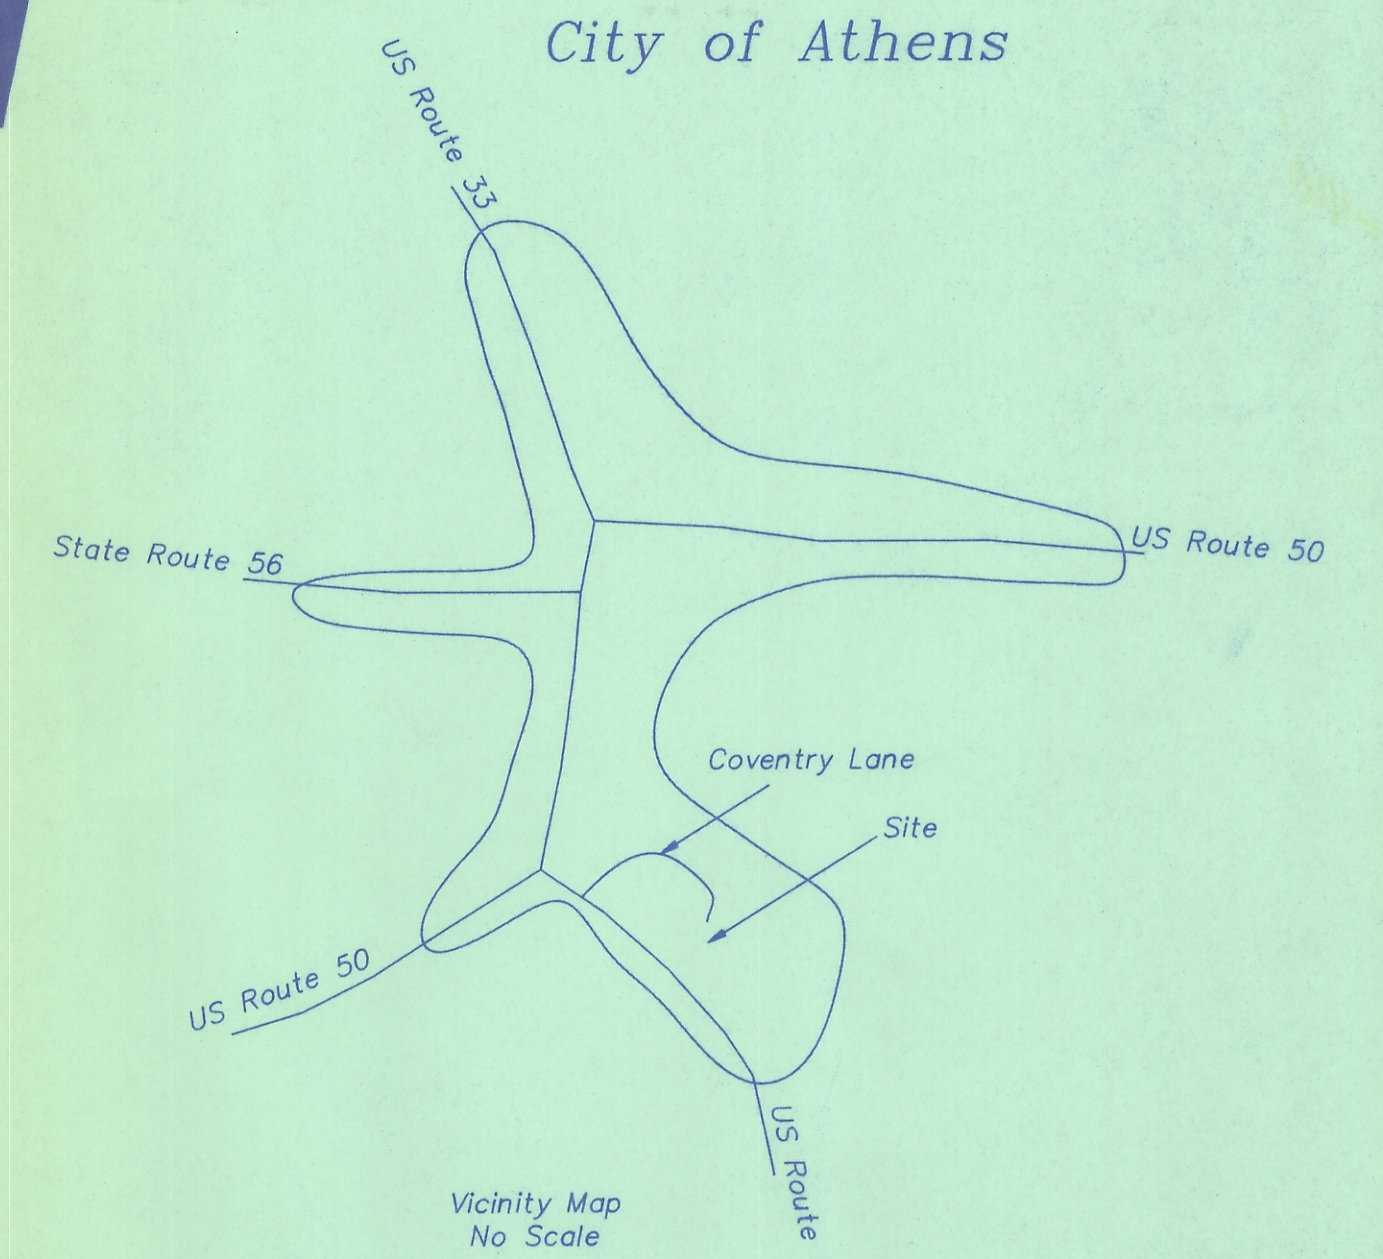 City of Athens
US Route 33
State Route 56
US Route 50
Coventry Lane
Site
US Route 50
US Route
Vicinity Map
No Scale